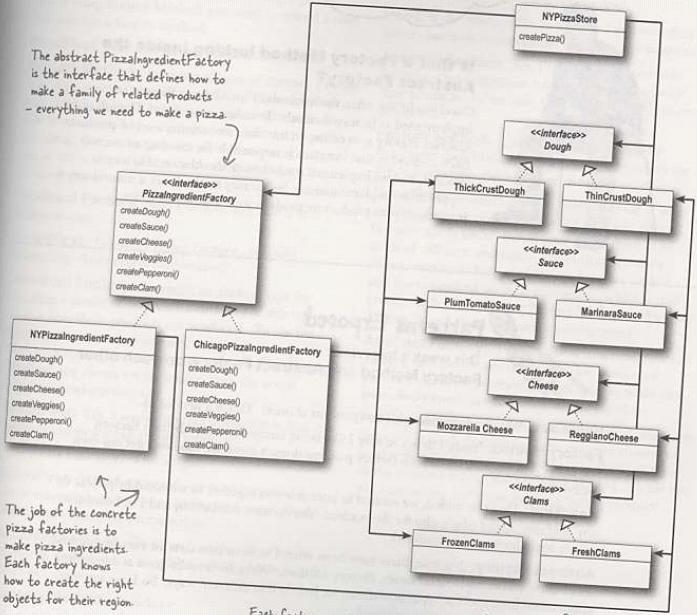 NYPizzaStore
createPizza()
The abstract PizzaIngredientFactory
is the interface that defines how to
make a family of related products
– everything we need to make a pizza.
<<interface>>
Dough
ThickCrustDough
ThinCrustDough
<<interface>>
PizzaIngredientFactory
createDough()
createSauce()
createCheese()
createVeggies()
createPepperoni()
createClam()
<<interface>>
Sauce
PlumTomatoSauce
MarinaraSauce
NYPizzaIngredientFactory
createDough()
createSauce()
createCheese()
createVeggies()
createPepperoni()
createClam()
ChicagoPizzaIngredientFactory
createDough()
createSauce()
createCheese()
createVeggies()
createPepperoni()
createClam()
<<interface>>
Cheese
Mozzarella Cheese
ReggianoCheese
<<interface>>
Clams
FrozenClams
FreshClams
The job of the concrete
pizza factories is to
make pizza ingredients.
Each factory knows
how to create the right
objects for their region.
Each